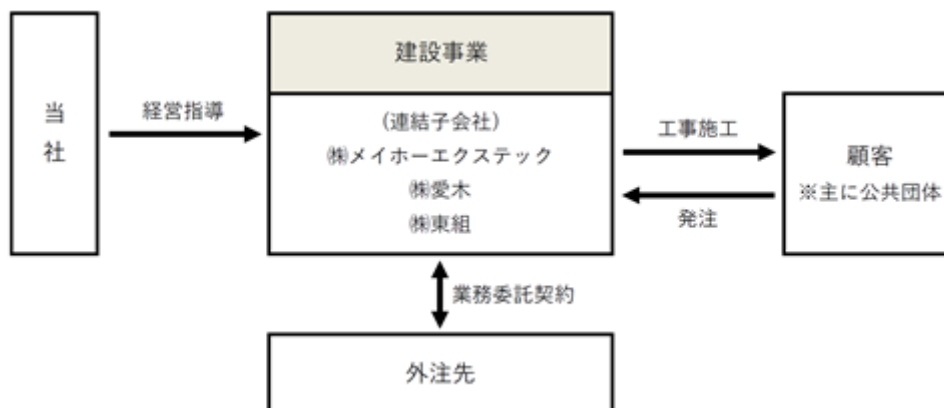 当
社
経営指導
建設事業
(連結子会社)
㈱メイホーエクステック
㈱愛木
㈱東組
工事施工
発注
顧客
※主に公共団体
業務委託契約
外注先